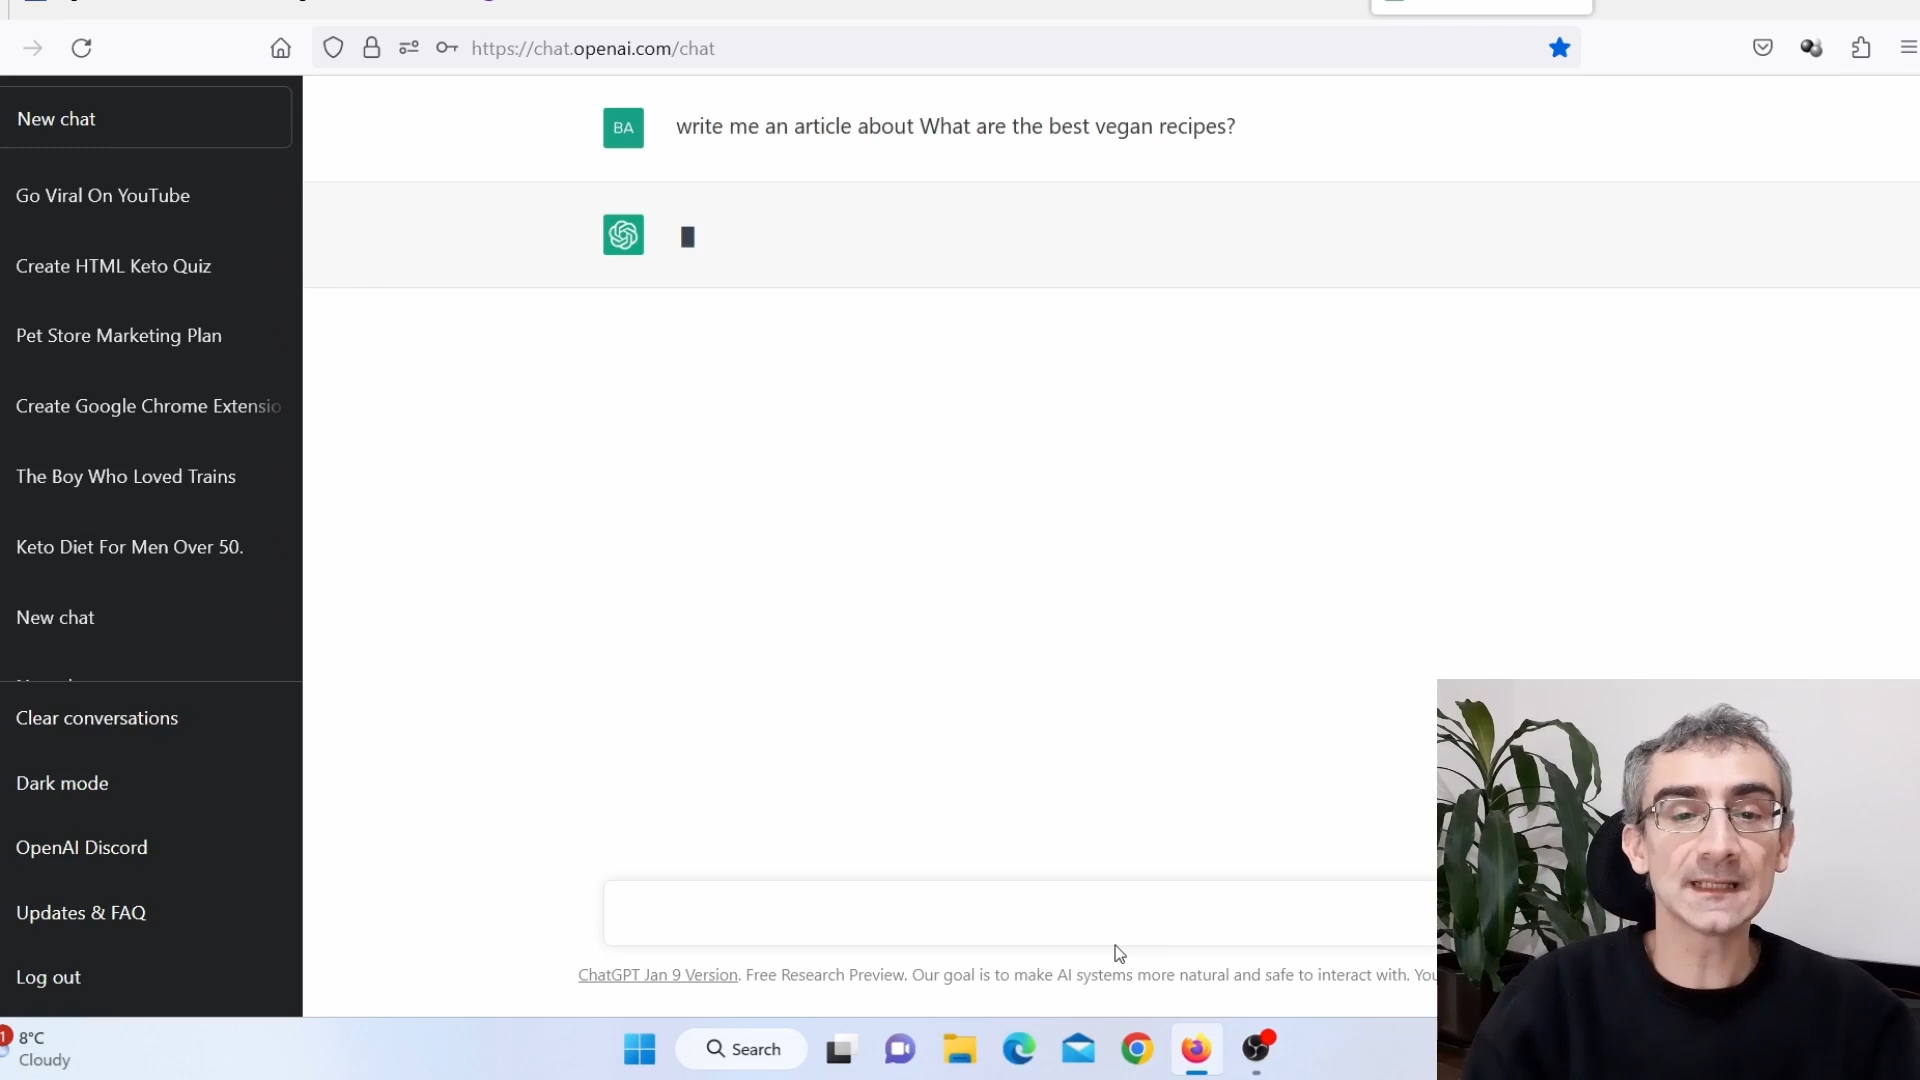 https://chat.openai.com/chat
New chat
BA
write me an article about What are the best vegan recipes?
Go Viral On YouTube
Create HTML Keto Quiz
Pet Store Marketing Plan
Create Google Chrome Extensio
The Boy Who Loved Trains
Keto Diet For Men Over 50.
New chat
Clear conversations
Dark mode
OpenAI Discord
Updates & FAQ
Log out
ChatGPT Jan 9 Version. Free Research Preview. Our goal is to make AI systems more natural and safe to interact with. You
1
8°C
Cloudy
Search